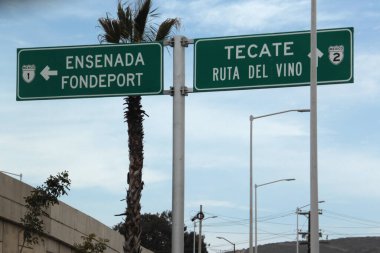 ENSENADA
FONDEPORT
1
TECATE
RUTA DEL VINO
2